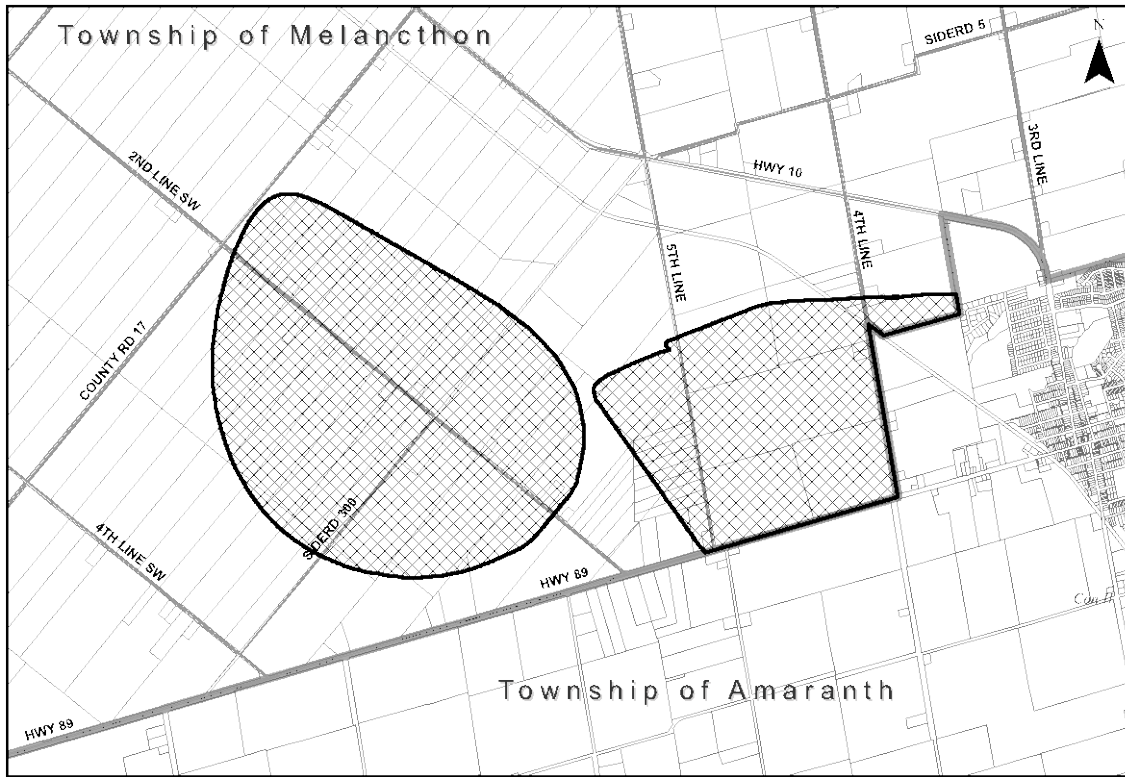 Township of Melancthon
SIDERD 5
N
2ND LINE SW
HWY 10
3RD LINE
4TH LINE
5TH LINE
COUNTY RD 17
SIDERD 300
4TH LINE SW
HWY 89
Township of Amaranth
HWY 89